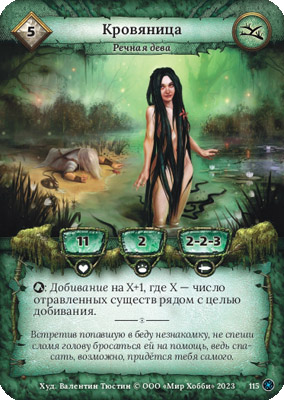 5
Кровяница
Речная дева
11
2
2-2-3
: Добивание на X+1, где X — число
отравленных существ рядом с целью
добивания.
Встретив попавшую в беду незнакомку, не спеши
сломя голову бросаться ей на помощь, ведь спа-
сать, возможно, придётся тебя самого.
Худ. Валентин Тюстин © ООО «Мир Хобби» 2023
115